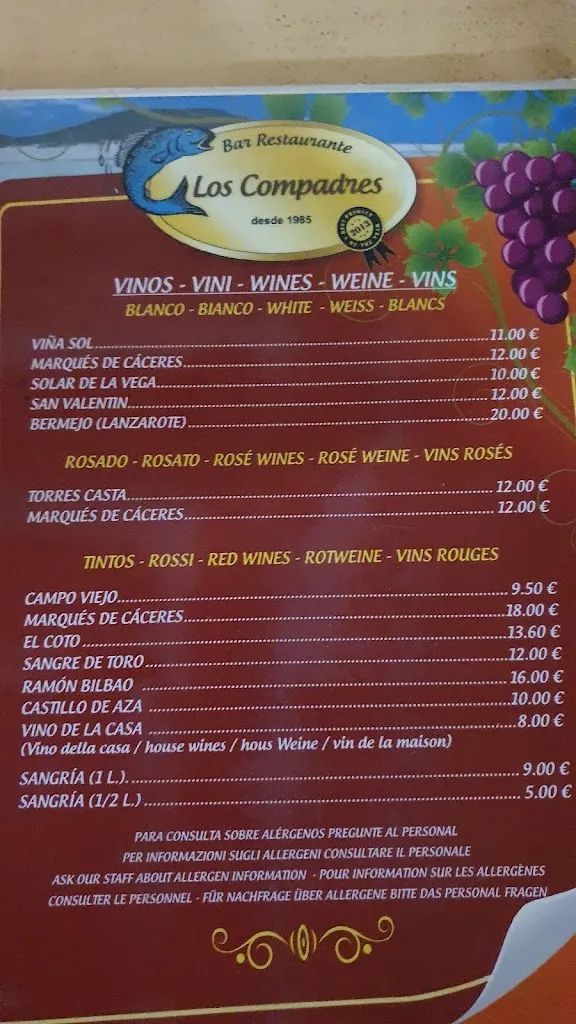 Bar Restaurante
Los Compadres
desde 1985
2013
VINOS - VINI - WINES - WEINE - VINS
BLANCO - BIANCO - WHITE - WEISS - BLANCS
VIÑA SOL 11.00 €
MARQUÉS DE CÁCERES 12.00 €
SOLAR DE LA VEGA 10.00 €
SAN VALENTIN 12.00 €
BERMEJO (LANZAROTE) 20.00 €
ROSADO - ROSATO - ROSÉ WINES - ROSÉ WEINE - VINS ROSÉS
TORRES CASTA 12.00 €
MARQUÉS DE CÁCERES 12.00 €
TINTOS - ROSSI - RED WINES - ROTWEINE - VINS ROUGES
CAMPO VIEJO 9.50 €
MARQUÉS DE CÁCERES 18.00 €
EL COTO 13.60 €
SANGRE DE TORO 12.00 €
RAMÓN BILBAO 16.00 €
CASTILLO DE AZA 10.00 €
VINO DE LA CASA 8.00 €
(Vino della casa / house wines / hous Weine / vin de la maison)
SANGRÍA (1 L.). 9.00 €
SANGRÍA (1/2 L.) 5.00 €
PARA CONSULTA SOBRE ALÉRGENOS PREGUNTE AL PERSONAL
PER INFORMAZIONI SUGLI ALLERGENI CONSULTARE IL PERSONALE
ASK OUR STAFF ABOUT ALLERGEN INFORMATION - POUR INFORMATION SUR LES ALLERGÈNES
CONSULTER LE PERSONNEL - FÜR NACHFRAGE ÜBER ALLERGENE BITTE DAS PERSONAL FRAGEN